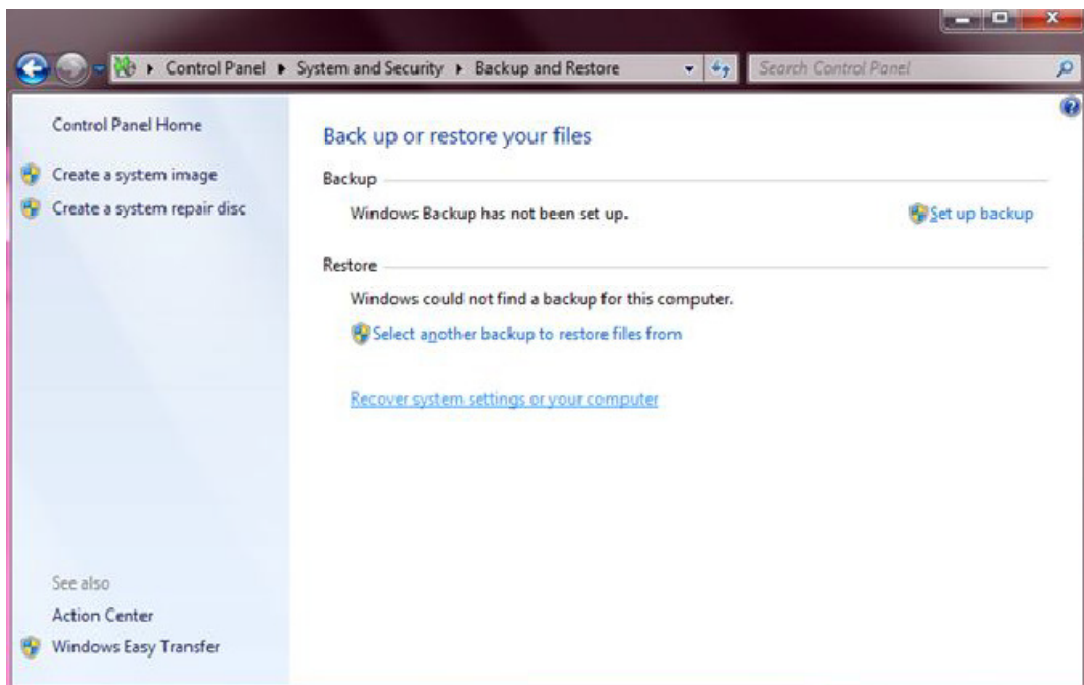 Control Panel ▸ System and Security ▸ Backup and Restore
Search Control Panel
Control Panel Home
Create a system image
Create a system repair disc
See also
Action Center
Windows Easy Transfer
Back up or restore your files
Backup
Windows Backup has not been set up.
Set up backup
Restore
Windows could not find a backup for this computer.
Select another backup to restore files from
Recover system settings or your computer